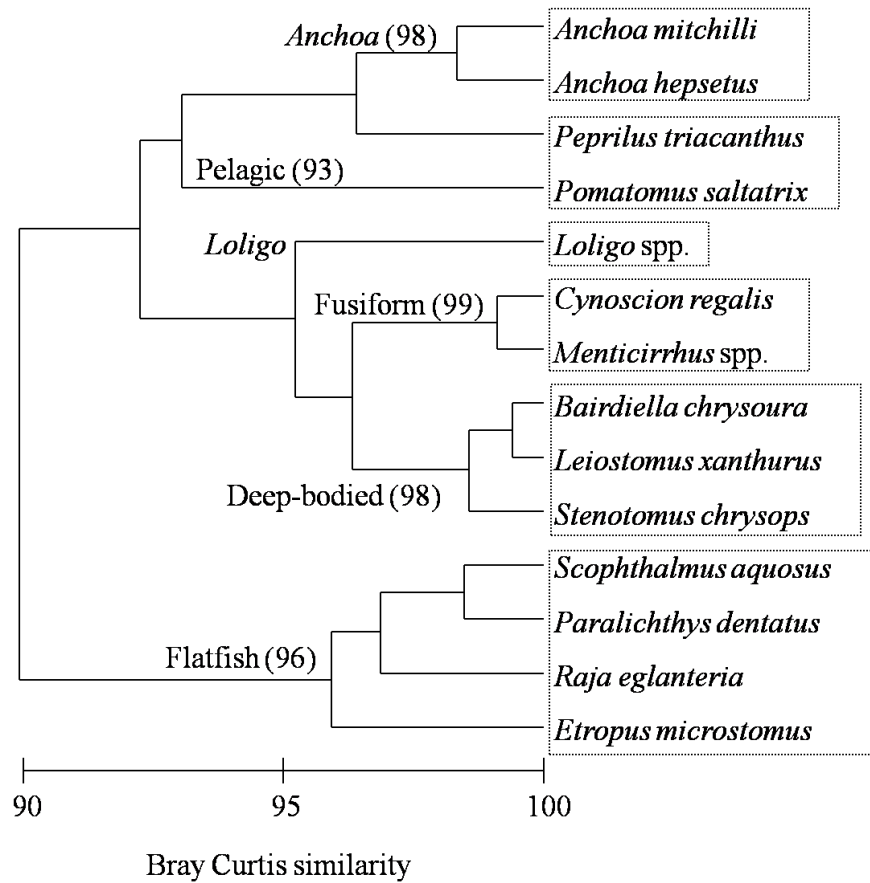 Anchoa (98)
Anchoa mitchilli
Anchoa hepsetus
Peprilus triacanthus
Pelagic (93)
Pomatomus saltatrix
Loligo
Loligo spp.
Fusiform (99)
Cynoscion regalis
Menticirrhus spp.
Bairdiella chrysoura
Leiostomus xanthurus
Deep-bodied (98)
Stenotomus chrysops
Scophthalmus aquosus
Paralichthys dentatus
Flatfish (96)
Raja eglanteria
Etropus microstomus
90 95 100
Bray Curtis similarity